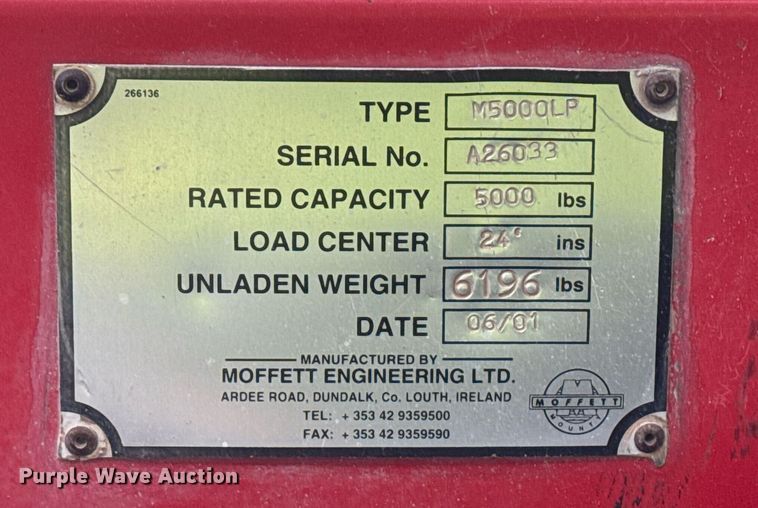 266136
TYPE M5000LP
SERIAL No. A26033
RATED CAPACITY 5000 lbs
LOAD CENTER 24" ins
UNLADEN WEIGHT 6196 lbs
DATE 06/01
MANUFACTURED BY
MOFFETT ENGINEERING LTD.
ARDEE ROAD, DUNDALK, Co. LOUTH, IRELAND
TEL: + 353 42 9359500
FAX: + 353 42 9359590
MOFFETT
MOUNTY
Purple Wave Auction